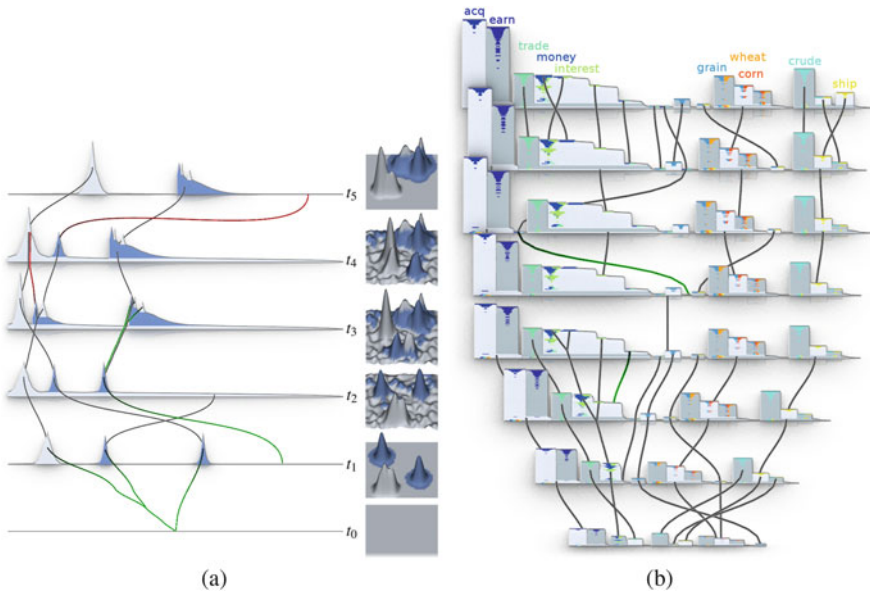 acq
earn
trade
money
interest
grain
wheat
corn
crude
ship
t5
t4
t3
t2
t1
t0
(a)
(b)